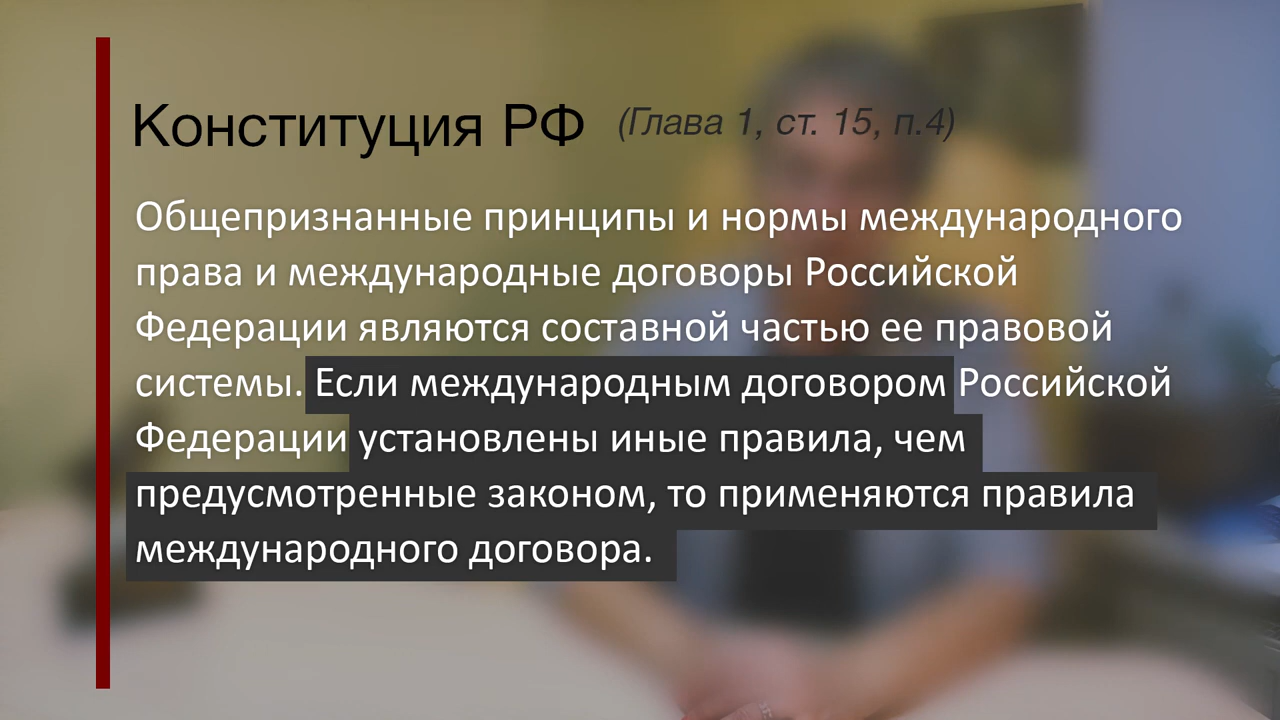 Конституция РФ (Глава 1, ст. 15, п.4)
Общепризнанные принципы и нормы международного
права и международные договоры Российской
Федерации являются составной частью ее правовой
системы. Если международным договором Российской
Федерации установлены иные правила, чем
предусмотренные законом, то применяются правила
международного договора.